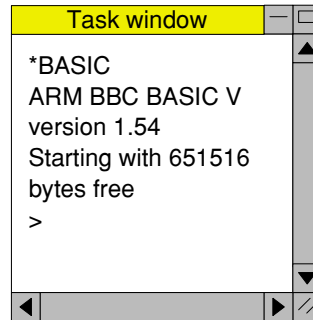 Task window
*BASIC
ARM BBC BASIC V
version 1.54
Starting with 651516
bytes free
>